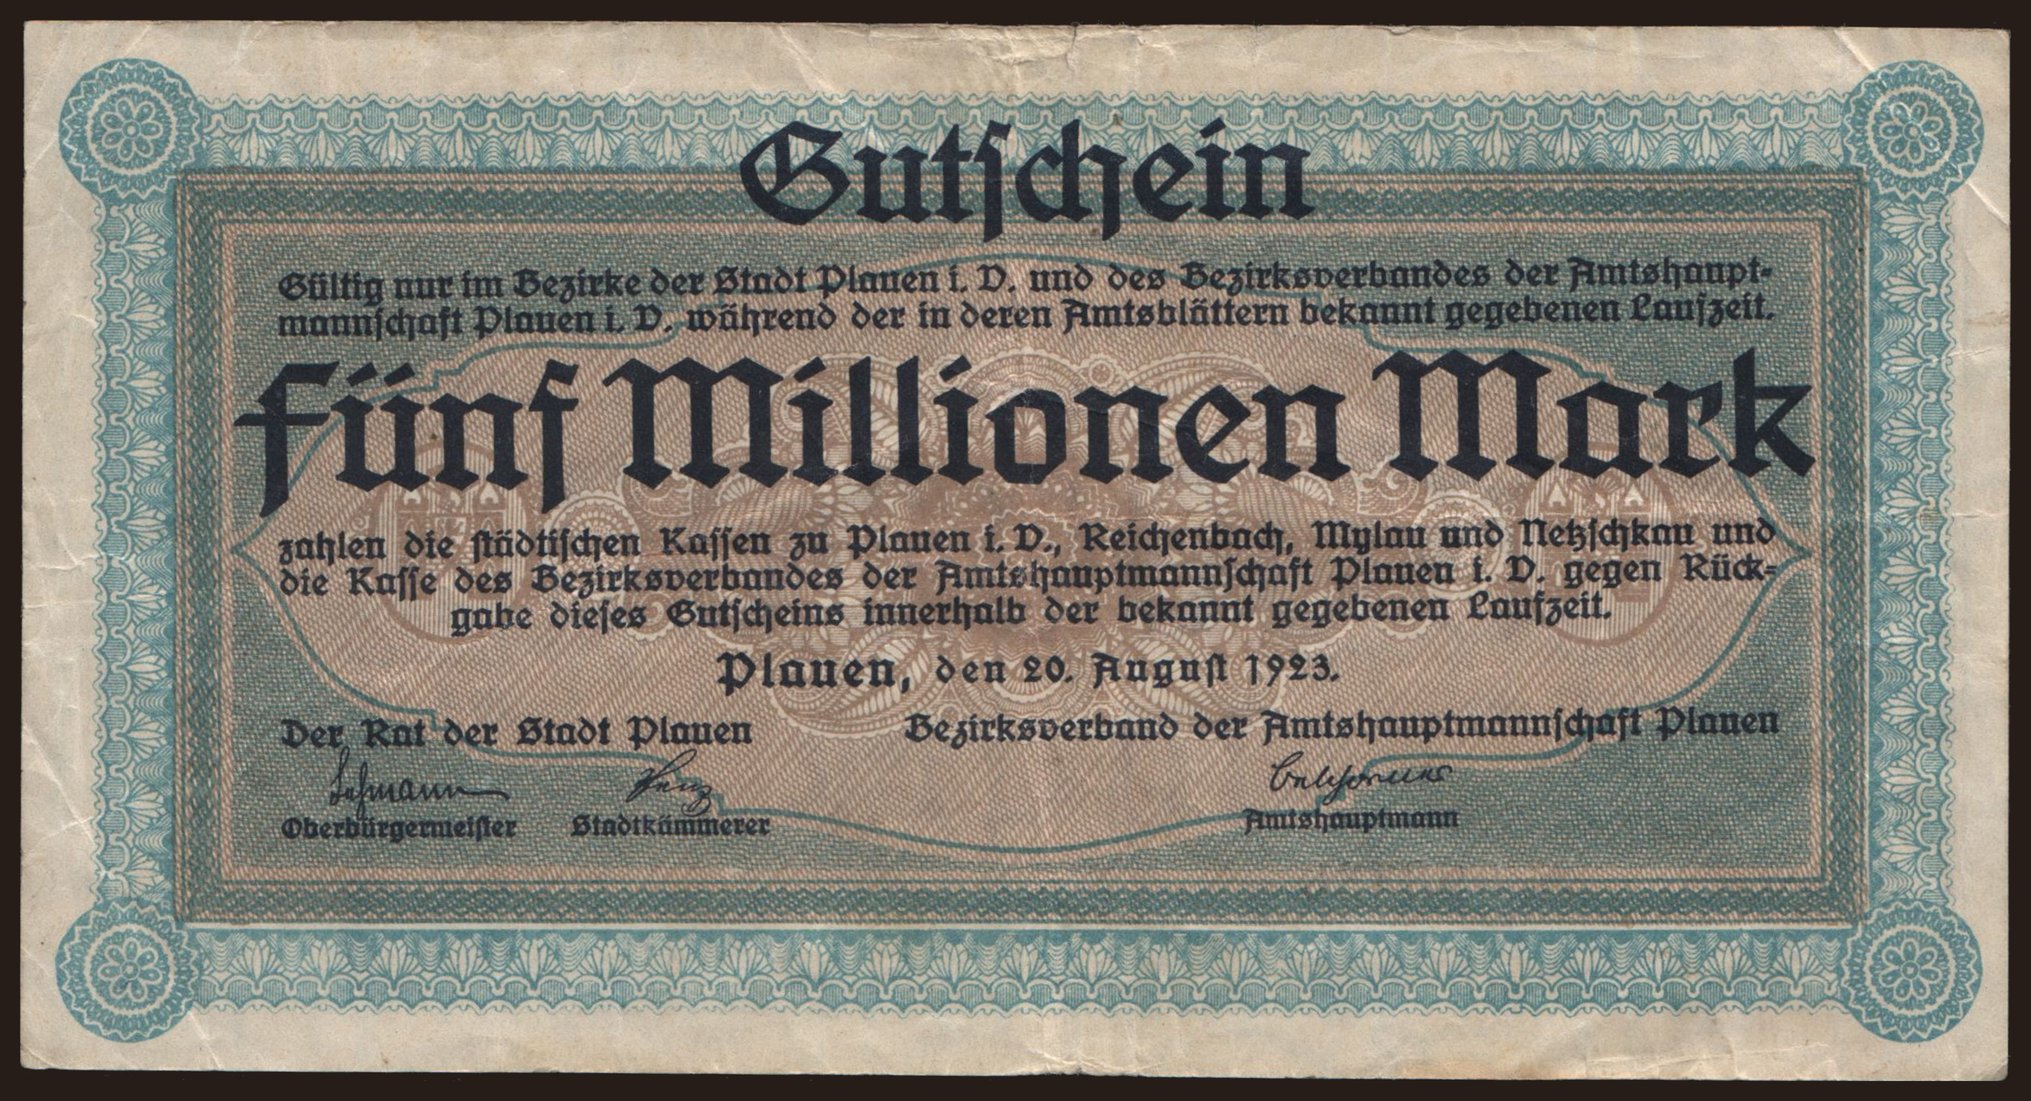 Gutschein
Gültig nur im Bezirke der Stadt Plauen i. V. und des Bezirksverbandes der Amtshaupt-
mannschaft Plauen i. V. während der in deren Amtsblättern bekannt gegebenen Laufzeit.
Fünf Millionen Mark
zahlen die städtischen Kassen zu Plauen i. V., Reichenbach, Mylau und Netzschkau und
die Kasse des Bezirksverbandes der Amtshauptmannschaft Plauen i. V. gegen Rück-
gabe dieses Gutscheins innerhalb der bekannt gegebenen Laufzeit.
Plauen, den 20. August 1923.
Der Rat der Stadt Plauen
Bezirksverband der Amtshauptmannschaft Plauen
Lehmann
Oberbürgermeister
Stadtkämmerer
Amtshauptmann